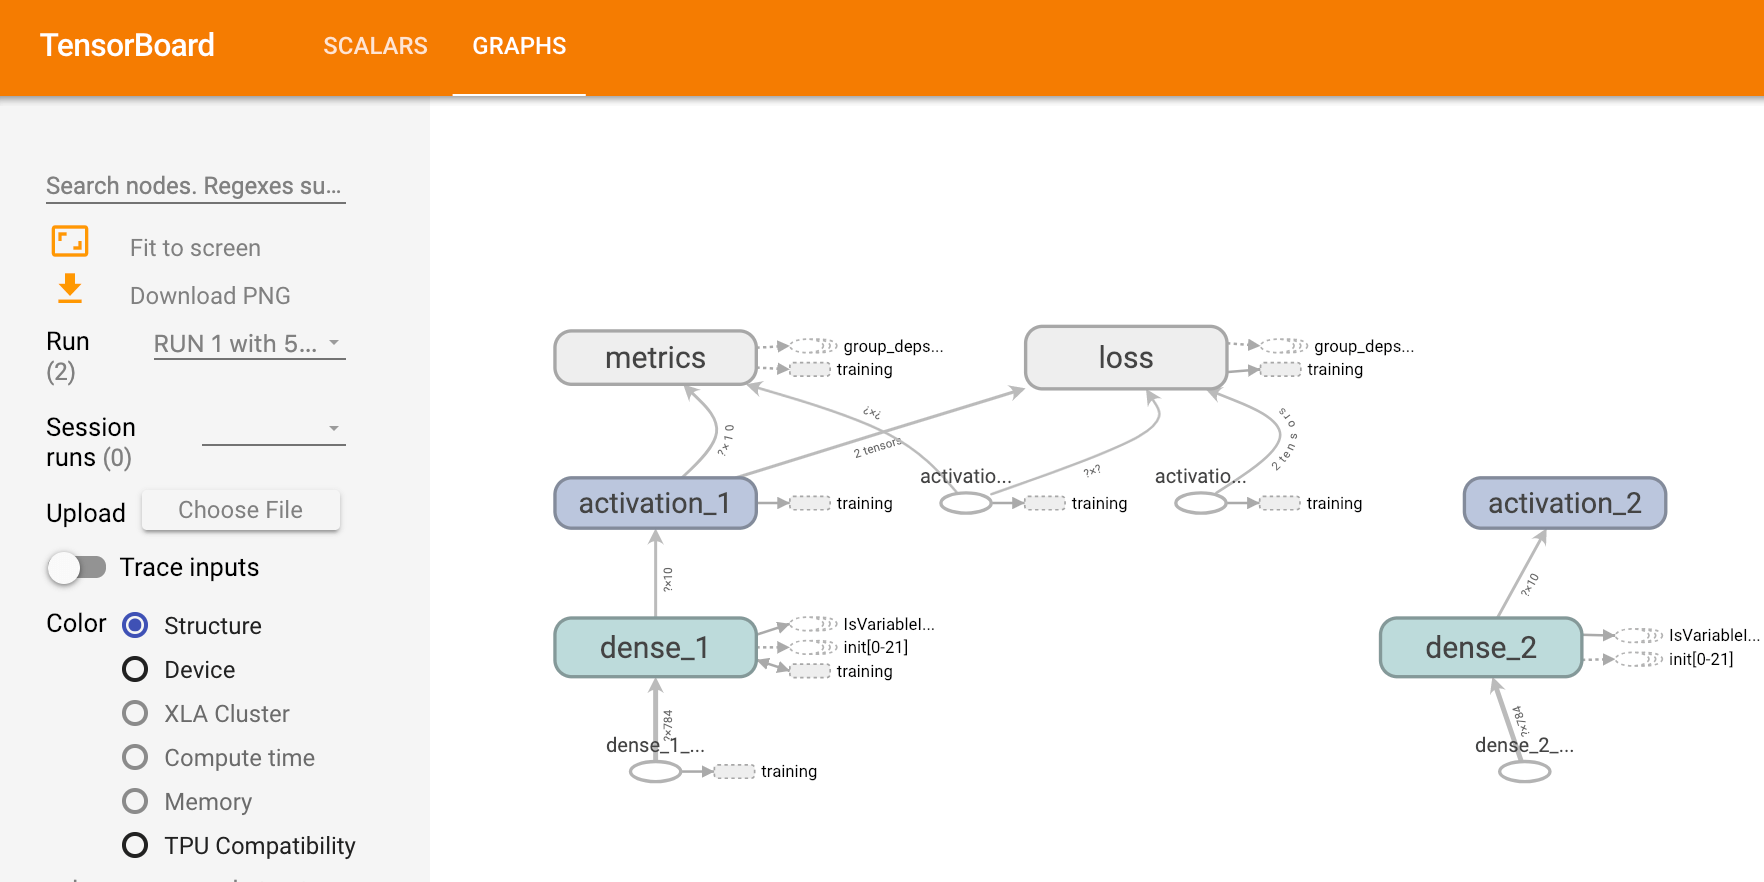 TensorBoard
SCALARS
GRAPHS
Search nodes. Regexes su...
Fit to screen
Download PNG
Run
(2)
RUN 1 with 5...
Session
runs (0)
Upload
Choose File
Trace inputs
Color
Structure
Device
XLA Cluster
Compute time
Memory
TPU Compatibility
metrics
group_deps...
training
loss
group_deps...
training
?×10
?×?
2 tensors
?×?
2 tensors
activation_1
training
activatio...
training
activatio...
training
activation_2
?×10
?×10
dense_1
IsVariableI...
init[0-21]
training
dense_2
IsVariableI...
init[0-21]
?×784
?×784
dense_1_...
training
dense_2_...